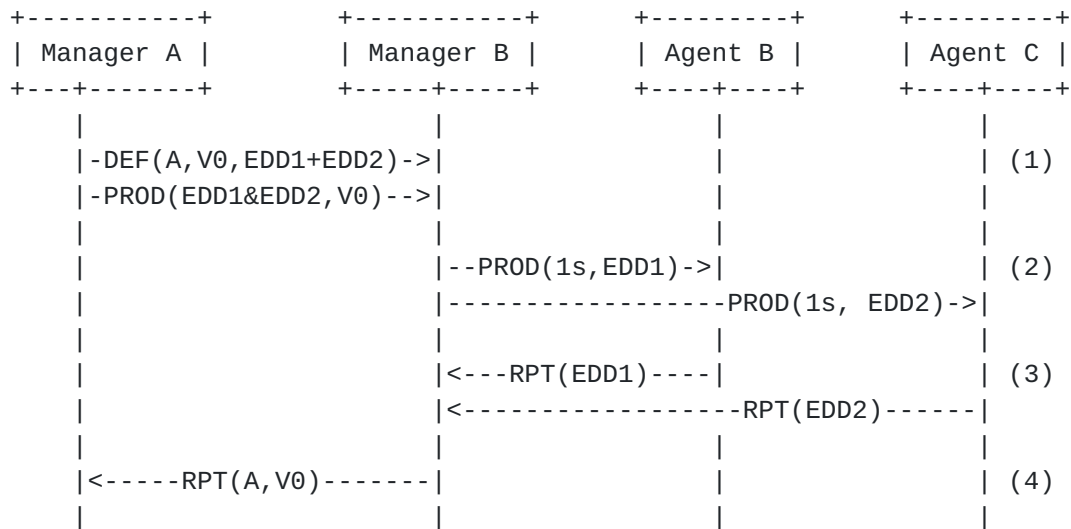 +-----------+        +-----------+      +---------+      +---------+
| Manager A |        | Manager B |      | Agent B |      | Agent C |
+---+-------+        +-----+-----+      +----+----+      +----+----+
    |                      |                 |                |
    |-DEF(A,V0,EDD1+EDD2)->|                 |                | (1)
    |-PROD(EDD1&EDD2,V0)-->|                 |                |
    |                      |                 |                |
    |                      |--PROD(1s,EDD1)->|                | (2)
    |                      |-----------------PROD(1s, EDD2)->|
    |                      |                 |                |
    |                      |<---RPT(EDD1)----|                | (3)
    |                      |<------------------RPT(EDD2)------|
    |                      |                 |                |
    |<-----RPT(A,V0)-------|                 |                | (4)
    |                      |                 |                |